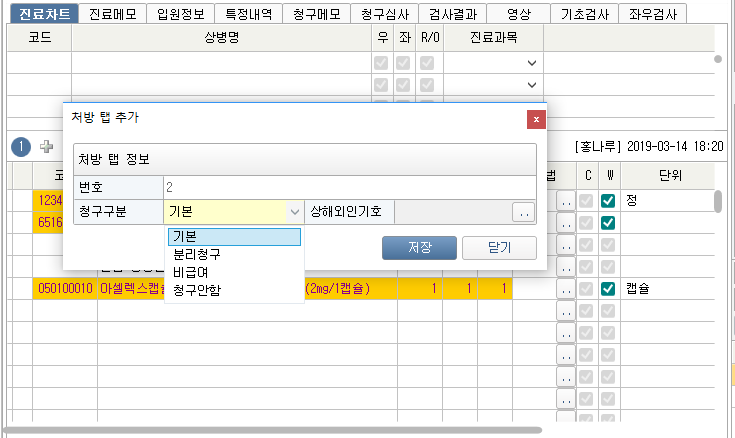 진료차트 진료메모 입원정보 특정내역 청구메모 청구심사 검사결과 영상 기초검사 좌우검사
코드 상병명 우 좌 R/O 진료과목
처방 탭 추가
x
1 [홍나루] 2019-03-14 18:20
처방 탭 정보
법 C W 단위
번호 2
1234 .. 정
청구구분 기본 상해외인기호 ..
6516 ..
기본
분리청구
저장 닫기
비급여
청구안함
050100010 아셀렉스캡 (2mg/1캡슐) 1 1 1 .. 캡슐
..
..
..
..
..